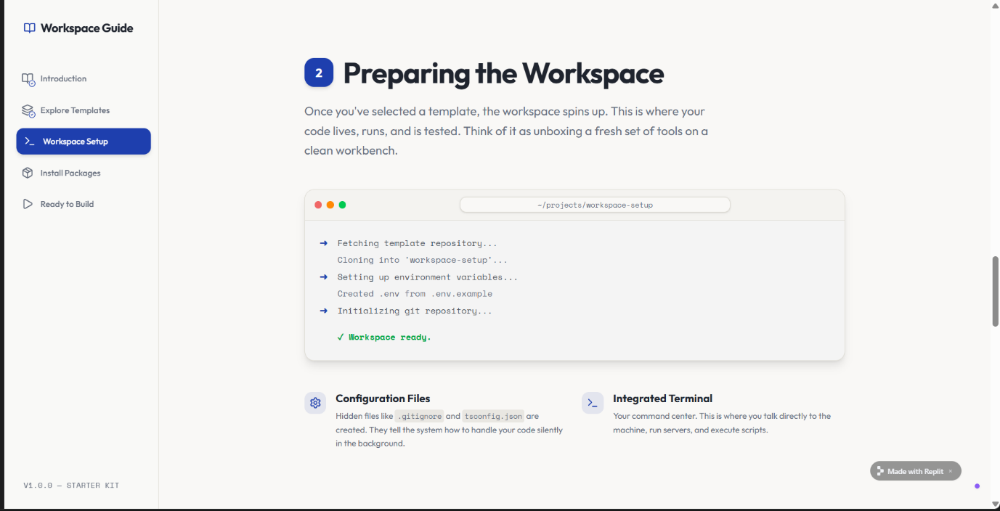 Workspace Guide
Introduction
Explore Templates
Workspace Setup
Install Packages
Ready to Build
V1.0.0 — STARTER KIT
2
Preparing the Workspace
Once you've selected a template, the workspace spins up. This is where your
code lives, runs, and is tested. Think of it as unboxing a fresh set of tools on a
clean workbench.
~/projects/workspace-setup
➜ Fetching template repository...
Cloning into 'workspace-setup'...
➜ Setting up environment variables...
Created .env from .env.example
➜ Initializing git repository...
✓ Workspace ready.
Configuration Files
Hidden files like .gitignore and tsconfig.json are
created. They tell the system how to handle your code silently
in the background.
Integrated Terminal
Your command center. This is where you talk directly to the
machine, run servers, and execute scripts.
Made with Replit ×